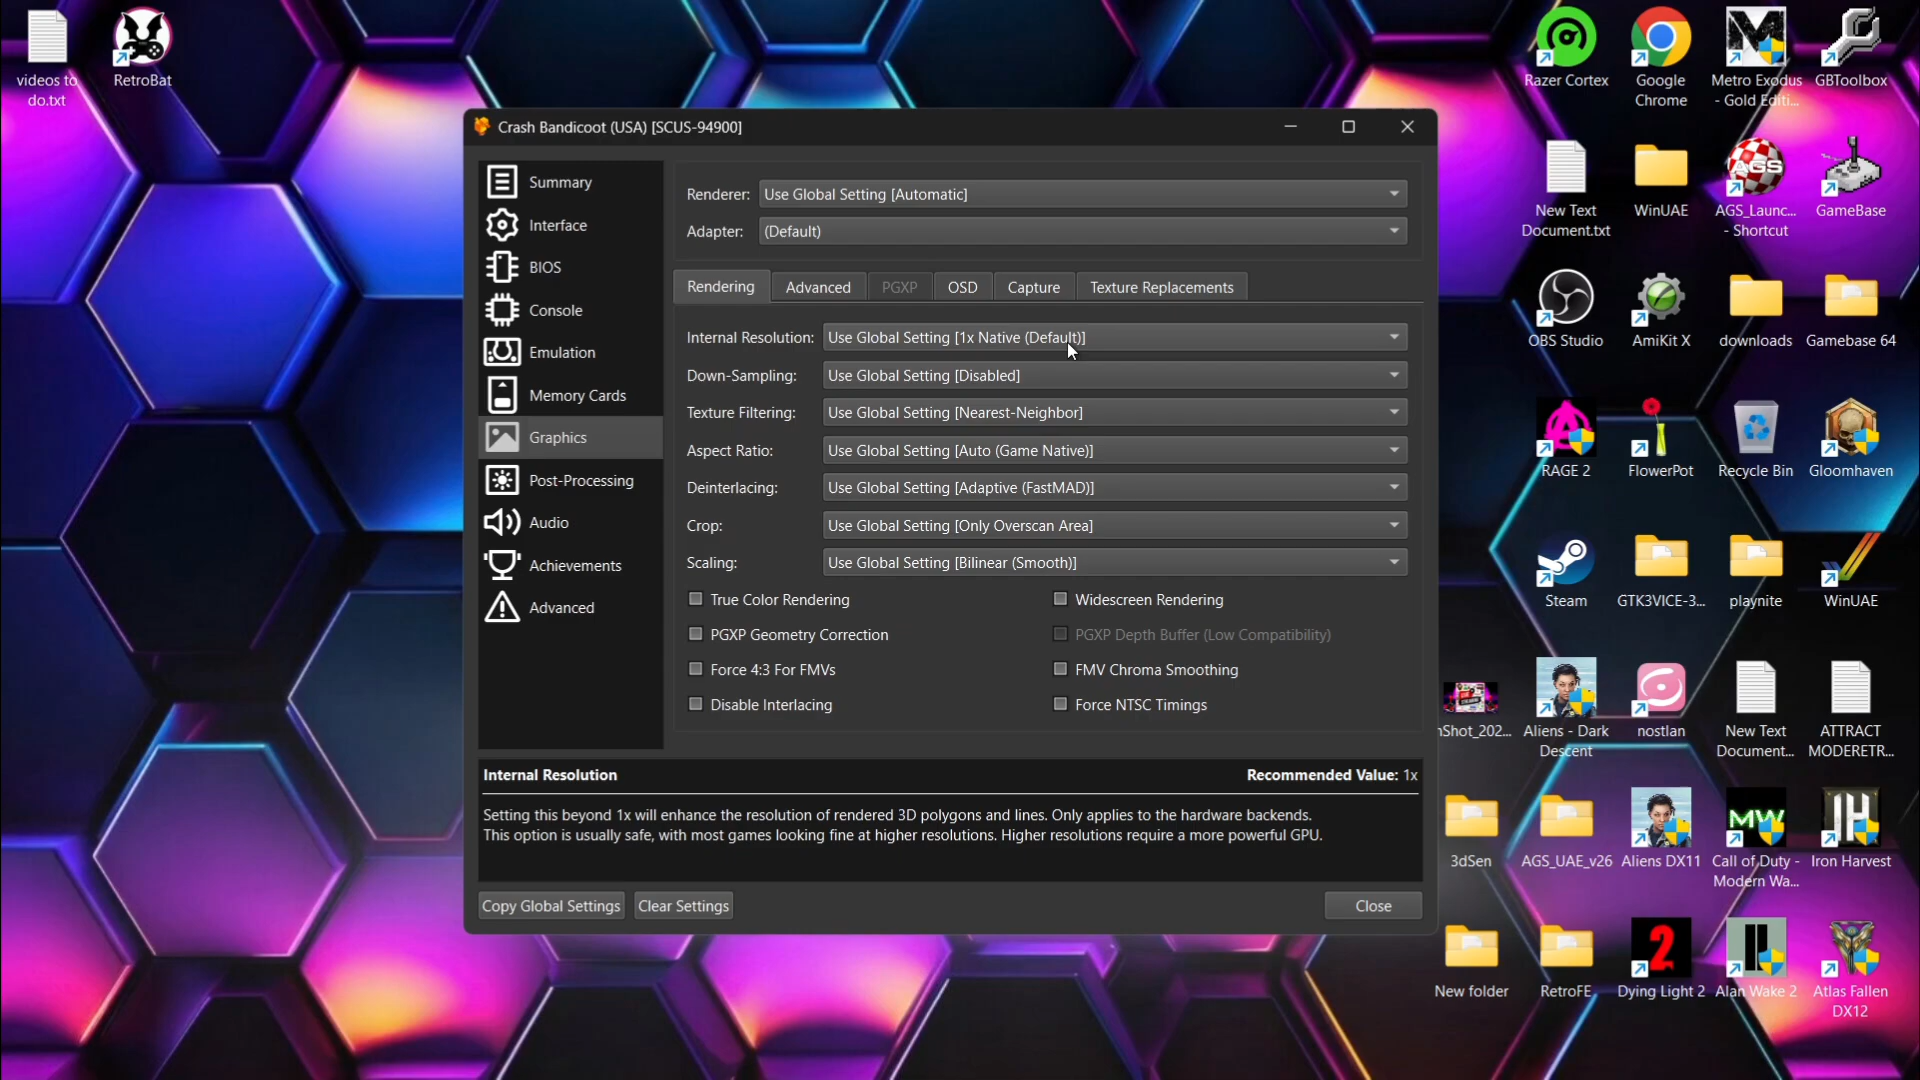 videos to
do.txt
RetroBat
Razer Cortex
Google
Chrome
Metro Exodus
- Gold Editi...
GBToolbox
New Text
Document.txt
WinUAE
AGS
AGS_Launc...
- Shortcut
GameBase
OBS Studio
AmiKit X
downloads
Gamebase 64
RAGE 2
FlowerPot
Recycle Bin
Gloomhaven
Steam
GTK3VICE-3...
playnite
WinUAE
nShot_202...
Aliens - Dark
Descent
nostlan
New Text
Document...
ATTRACT
MODERETR...
3dSen
AGS_UAE_v26
Aliens DX11
MW
Call of Duty -
Modern Wa...
IH
Iron Harvest
New folder
RetroFE
2
Dying Light 2
Alan Wake 2
Atlas Fallen
DX12
Crash Bandicoot (USA) [SCUS-94900]
Summary
Interface
BIOS
Console
Emulation
Memory Cards
Graphics
Post-Processing
Audio
Achievements
Advanced
Renderer: Use Global Setting [Automatic]
Adapter: (Default)
Rendering Advanced PGXP OSD Capture Texture Replacements
Internal Resolution: Use Global Setting [1x Native (Default)]
Down-Sampling: Use Global Setting [Disabled]
Texture Filtering: Use Global Setting [Nearest-Neighbor]
Aspect Ratio: Use Global Setting [Auto (Game Native)]
Deinterlacing: Use Global Setting [Adaptive (FastMAD)]
Crop: Use Global Setting [Only Overscan Area]
Scaling: Use Global Setting [Bilinear (Smooth)]
True Color Rendering Widescreen Rendering
PGXP Geometry Correction PGXP Depth Buffer (Low Compatibility)
Force 4:3 For FMVs FMV Chroma Smoothing
Disable Interlacing Force NTSC Timings
Internal Resolution Recommended Value: 1x
Setting this beyond 1x will enhance the resolution of rendered 3D polygons and lines. Only applies to the hardware backends.
This option is usually safe, with most games looking fine at higher resolutions. Higher resolutions require a more powerful GPU.
Copy Global Settings Clear Settings Close